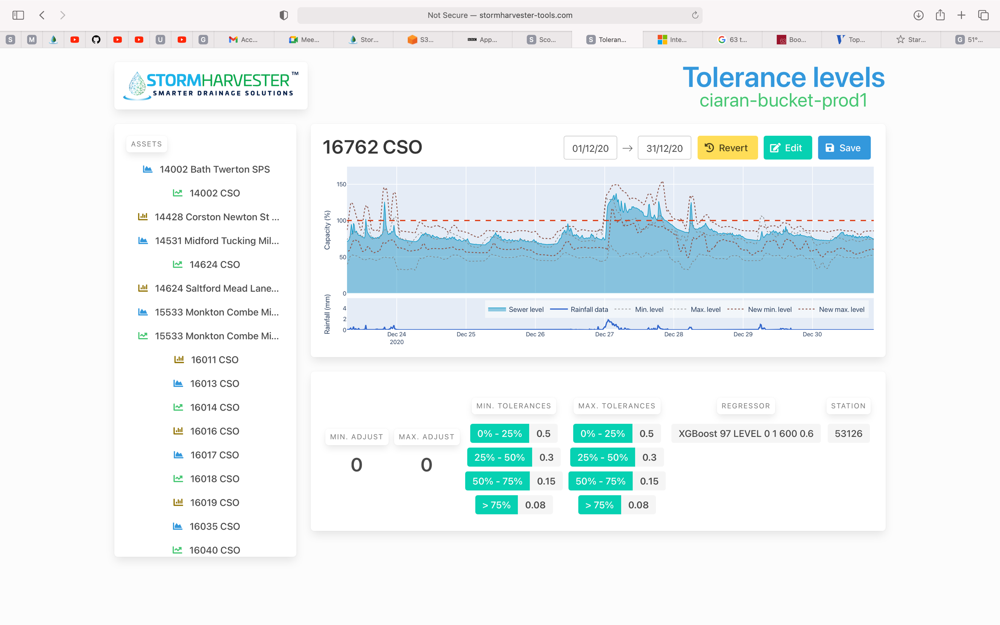 Not Secure — stormharvester-tools.com
S M U G Acc... Mee... Stor... S3... BBC App... S Sco... S Toleran... Inte... G 63 t... 63 Boo... Top... Star... G 51°...
STORMHARVESTER™
SMARTER DRAINAGE SOLUTIONS
Tolerance levels
ciaran-bucket-prod1
ASSETS
14002 Bath Twerton SPS
14002 CSO
14428 Corston Newton St ...
14531 Midford Tucking Mil...
14624 CSO
14624 Saltford Mead Lane...
15533 Monkton Combe Mi...
15533 Monkton Combe Mi...
16011 CSO
16013 CSO
16014 CSO
16016 CSO
16017 CSO
16018 CSO
16019 CSO
16035 CSO
16040 CSO
16762 CSO
01/12/20 → 31/12/20
Revert
Edit
Save
Capacity (%)
150
100
50
0
Rainfall (mm)
4
2
0
Sewer level Rainfall data Min. level Max. level New min. level New max. level
Dec 24 Dec 25 Dec 26 Dec 27 Dec 28 Dec 29 Dec 30
2020
MIN. ADJUST
0
MAX. ADJUST
0
MIN. TOLERANCES
0% - 25% 0.5
25% - 50% 0.3
50% - 75% 0.15
> 75% 0.08
MAX. TOLERANCES
0% - 25% 0.5
25% - 50% 0.3
50% - 75% 0.15
> 75% 0.08
REGRESSOR
XGBoost 97 LEVEL 0 1 600 0.6
STATION
53126